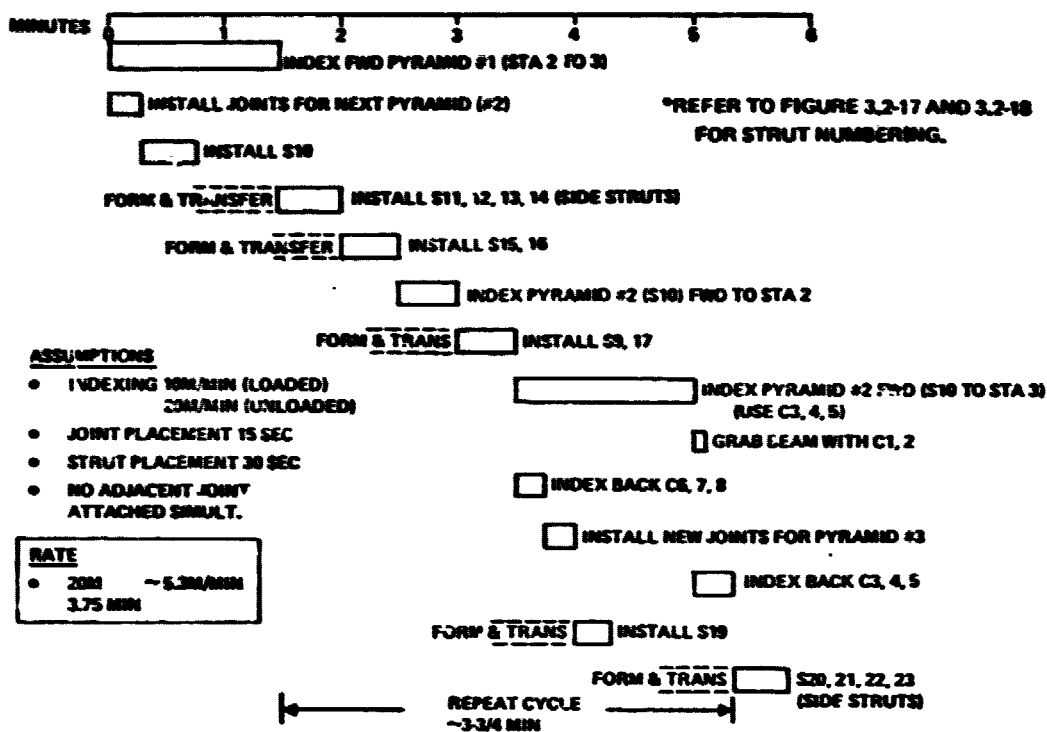 MINUTES 0 1 2 3 4 5 6
INDEX FWD PYRAMID #1 (STA 2 TO 3)
INSTALL JOINTS FOR NEXT PYRAMID (#2)
*REFER TO FIGURE 3.2-17 AND 3.2-18
FOR STRUT NUMBERING.
INSTALL S10
FORM & TRANSFER INSTALL S11, 12, 13, 14 (SIDE STRUTS)
FORM & TRANSFER INSTALL S15, 16
INDEX PYRAMID #2 (S10) FWD TO STA 2
FORM & TRANS INSTALL S9, 17
ASSUMPTIONS
• INDEXING 10M/MIN (LOADED)
20M/MIN (UNLOADED)
• JOINT PLACEMENT 15 SEC
• STRUT PLACEMENT 30 SEC
• NO ADJACENT JOINT
ATTACHED SIMULT.
INDEX PYRAMID #2 FWD (S10 TO STA 3)
(USE C3, 4, 5)
GRAB BEAM WITH C1, 2
INDEX BACK C6, 7, 8
INSTALL NEW JOINTS FOR PYRAMID #3
RATE
• 20M ~ 5.3M/MIN
3.75 MIN
INDEX BACK C3, 4, 5
FORM & TRANS INSTALL S19
FORM & TRANS S20, 21, 22, 23
(SIDE STRUTS)
REPEAT CYCLE
~3-3/4 MIN